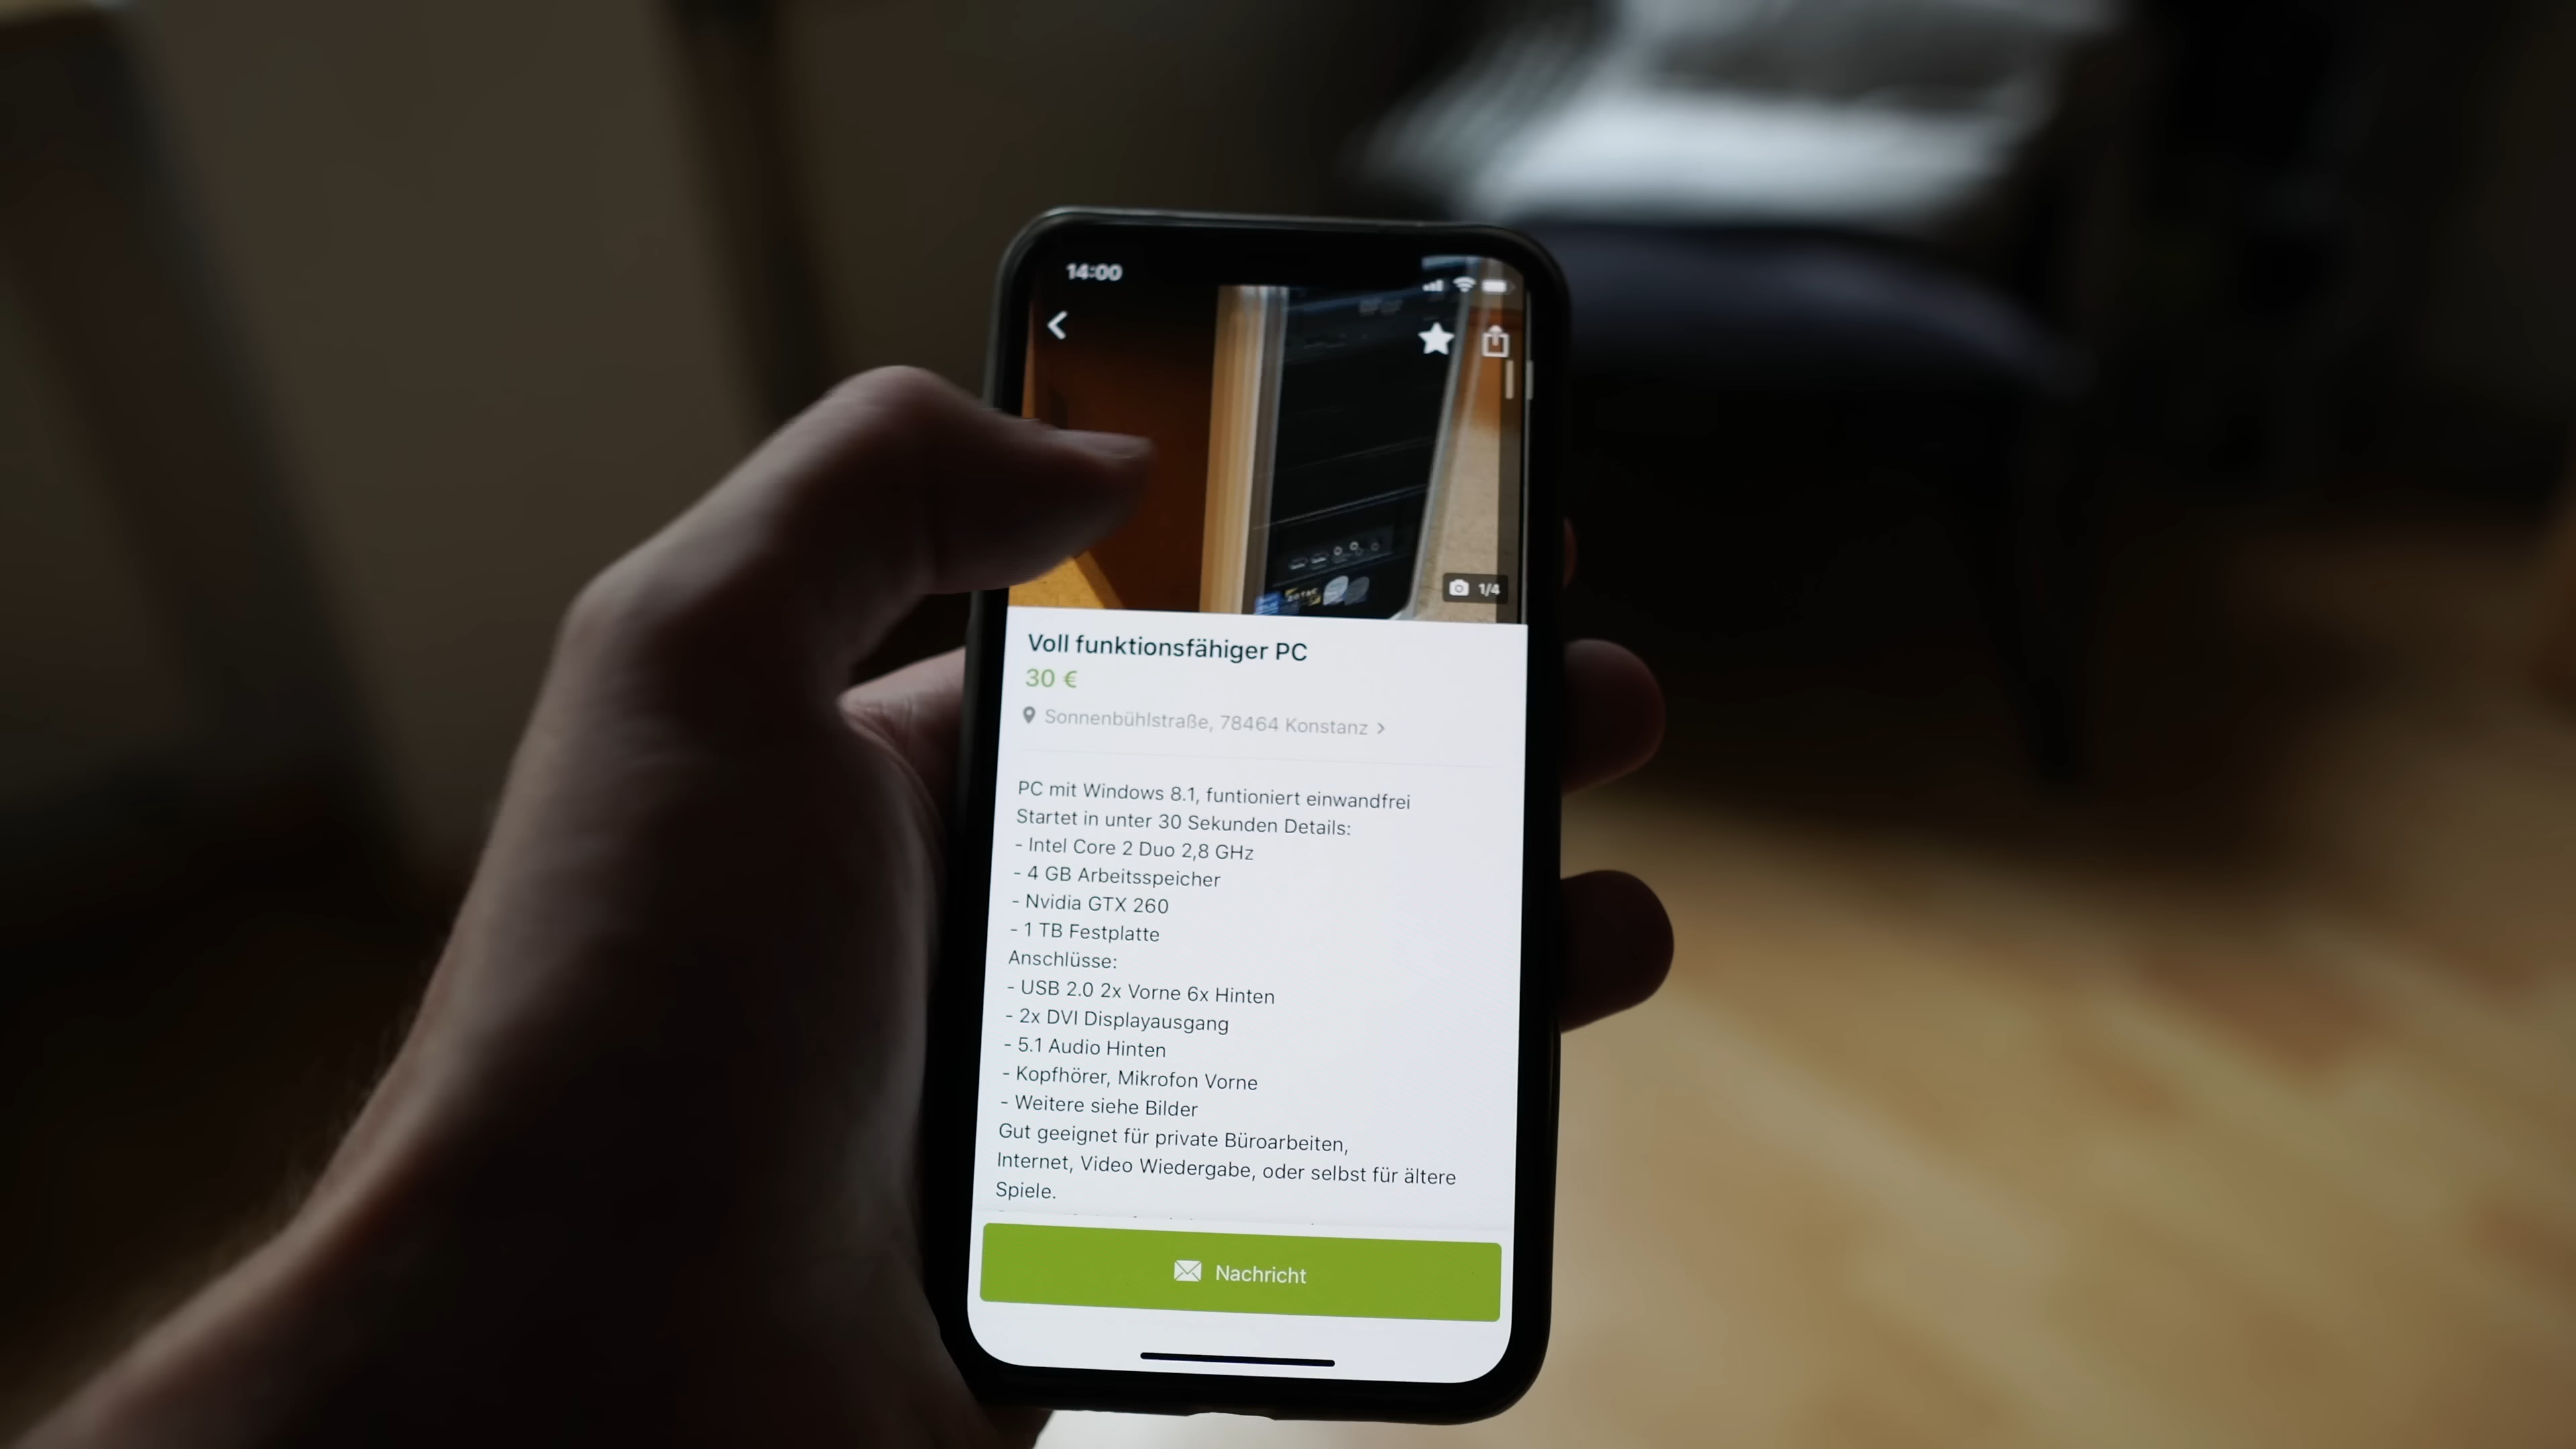 14:00
ZOTAC
1/4
Voll funktionsfähiger PC
30 €
Sonnenbühlstraße, 78464 Konstanz
PC mit Windows 8.1, funtioniert einwandfrei
Startet in unter 30 Sekunden Details:
- Intel Core 2 Duo 2,8 GHz
- 4 GB Arbeitsspeicher
- Nvidia GTX 260
- 1 TB Festplatte
Anschlüsse:
- USB 2.0 2x Vorne 6x Hinten
- 2x DVI Displayausgang
- 5.1 Audio Hinten
- Kopfhörer, Mikrofon Vorne
- Weitere siehe Bilder
Gut geeignet für private Büroarbeiten,
Internet, Video Wiedergabe, oder selbst für ältere
Spiele.
Nachricht